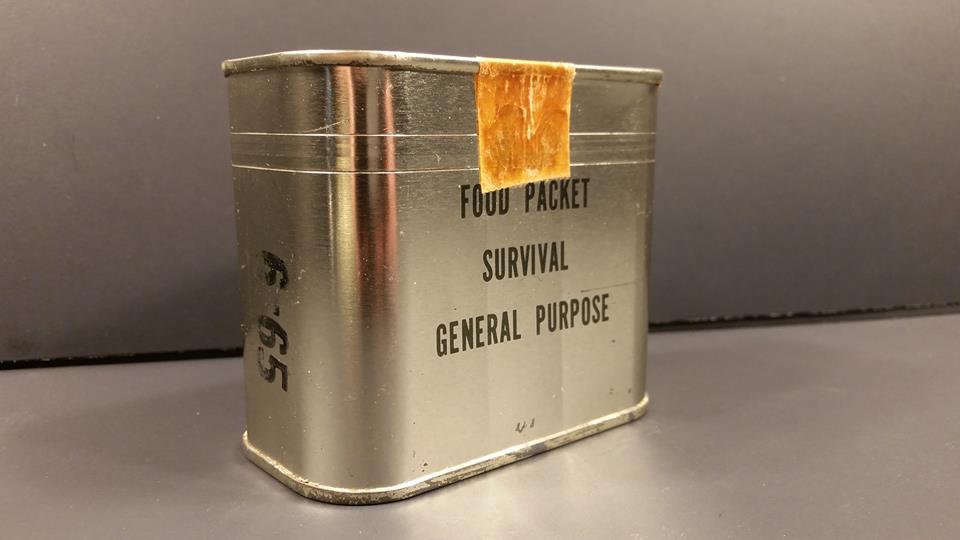 FOOD PACKET
SURVIVAL
GENERAL PURPOSE
6-65